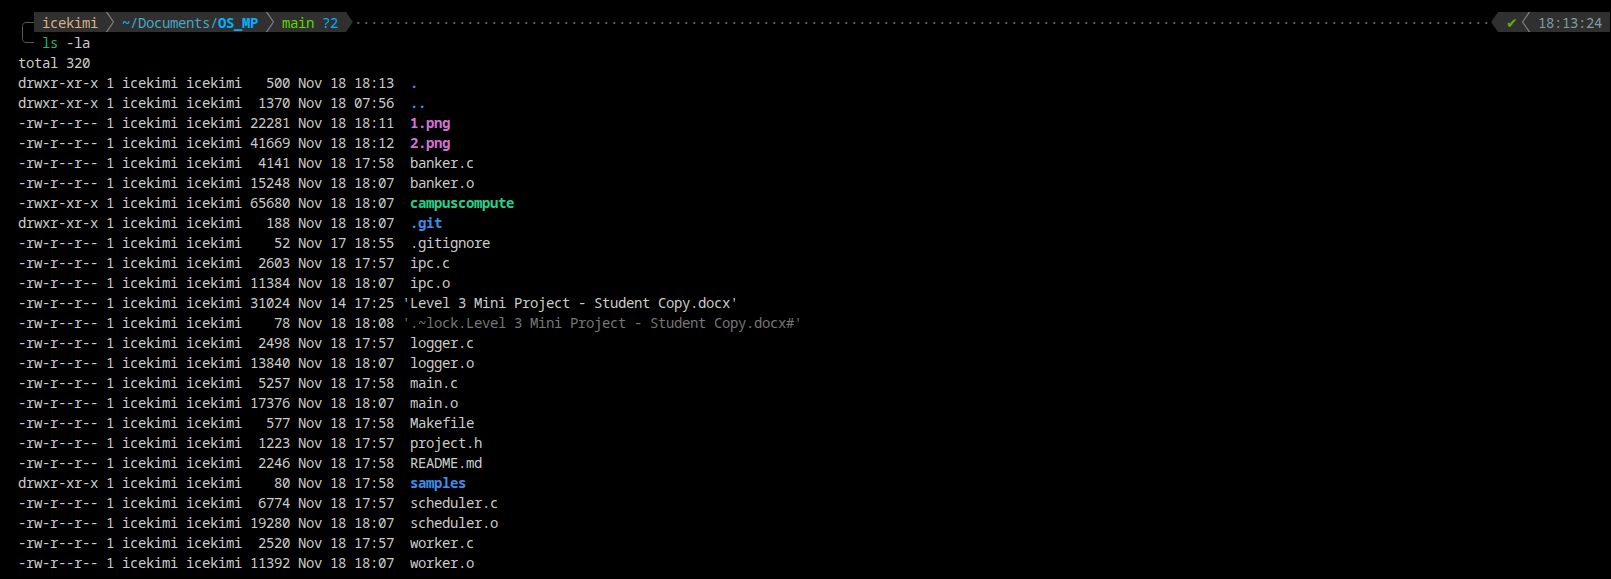 icekimi ~/Documents/OS_MP main ?2 ✔ 18:13:24
ls -la
total 320
drwxr-xr-x 1 icekimi icekimi   500 Nov 18 18:13  .
drwxr-xr-x 1 icekimi icekimi  1370 Nov 18 07:56  ..
-rw-r--r-- 1 icekimi icekimi 22281 Nov 18 18:11  1.png
-rw-r--r-- 1 icekimi icekimi 41669 Nov 18 18:12  2.png
-rw-r--r-- 1 icekimi icekimi  4141 Nov 18 17:58  banker.c
-rw-r--r-- 1 icekimi icekimi 15248 Nov 18 18:07  banker.o
-rwxr-xr-x 1 icekimi icekimi 65680 Nov 18 18:07  campuscompute
drwxr-xr-x 1 icekimi icekimi   188 Nov 18 18:07  .git
-rw-r--r-- 1 icekimi icekimi    52 Nov 17 18:55  .gitignore
-rw-r--r-- 1 icekimi icekimi  2603 Nov 18 17:57  ipc.c
-rw-r--r-- 1 icekimi icekimi 11384 Nov 18 18:07  ipc.o
-rw-r--r-- 1 icekimi icekimi 31024 Nov 14 17:25 'Level 3 Mini Project - Student Copy.docx'
-rw-r--r-- 1 icekimi icekimi    78 Nov 18 18:08 '.~lock.Level 3 Mini Project - Student Copy.docx#'
-rw-r--r-- 1 icekimi icekimi  2498 Nov 18 17:57  logger.c
-rw-r--r-- 1 icekimi icekimi 13840 Nov 18 18:07  logger.o
-rw-r--r-- 1 icekimi icekimi  5257 Nov 18 17:58  main.c
-rw-r--r-- 1 icekimi icekimi 17376 Nov 18 18:07  main.o
-rw-r--r-- 1 icekimi icekimi   577 Nov 18 17:58  Makefile
-rw-r--r-- 1 icekimi icekimi  1223 Nov 18 17:57  project.h
-rw-r--r-- 1 icekimi icekimi  2246 Nov 18 17:58  README.md
drwxr-xr-x 1 icekimi icekimi    80 Nov 18 17:58  samples
-rw-r--r-- 1 icekimi icekimi  6774 Nov 18 17:57  scheduler.c
-rw-r--r-- 1 icekimi icekimi 19280 Nov 18 18:07  scheduler.o
-rw-r--r-- 1 icekimi icekimi  2520 Nov 18 17:57  worker.c
-rw-r--r-- 1 icekimi icekimi 11392 Nov 18 18:07  worker.o